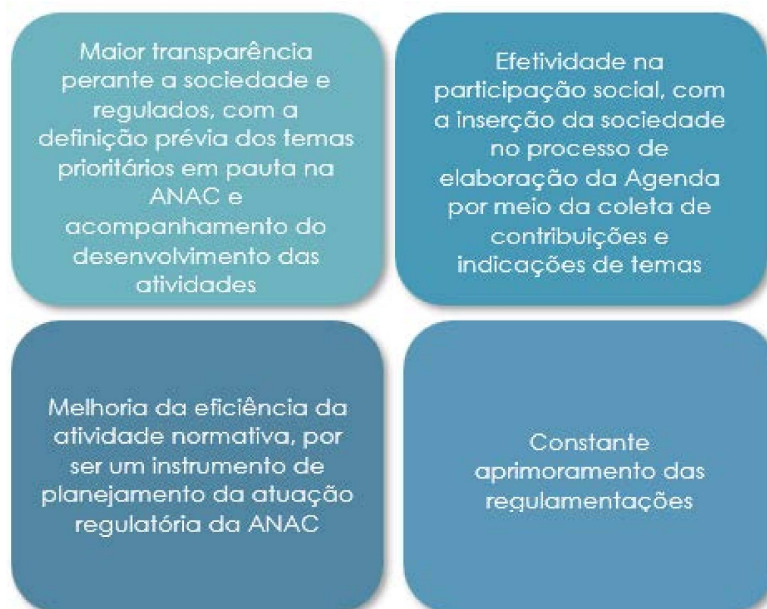 Maior transparência
perante a sociedade e
regulados, com a
definição prévia dos temas
prioritários em pauta na
ANAC e
acompanhamento do
desenvolvimento das
atividades
Efetividade na
participação social, com
a inserção da sociedade
no processo de
elaboração da Agenda
por meio da coleta de
contribuições e
indicações de temas
Melhoria da eficiência da
atividade normativa, por
ser um instrumento de
planejamento da atuação
regulatória da ANAC
Constante
aprimoramento das
regulamentações